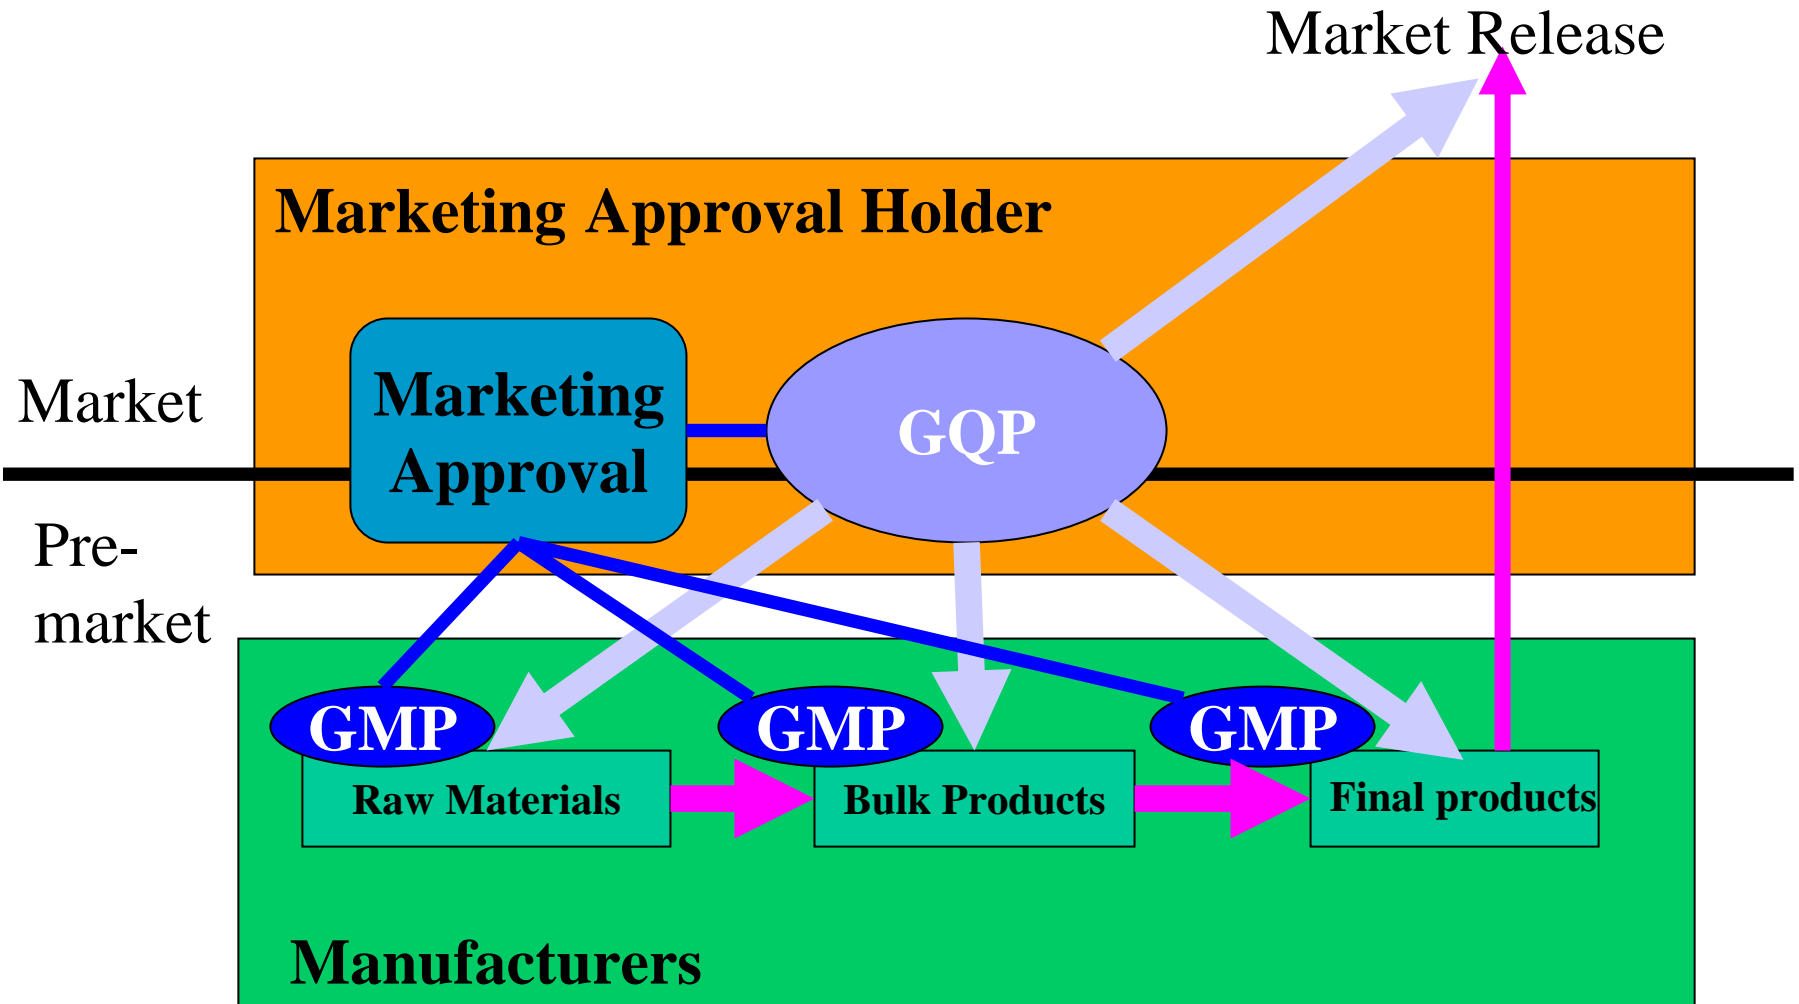 Market Release
Marketing Approval Holder
Market
Marketing
Approval
GQP
Pre-
market
GMP
GMP
GMP
Raw Materials
Bulk Products
Final products
Manufacturers